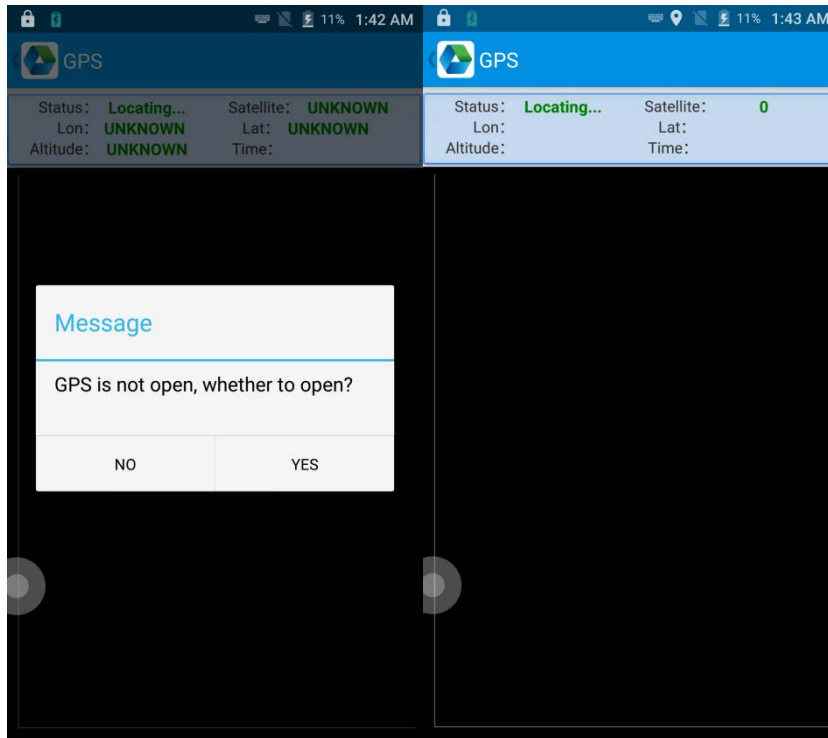 11% 1:42 AM
GPS
Status: Locating... Satellite: UNKNOWN
Lon: UNKNOWN Lat: UNKNOWN
Altitude: UNKNOWN Time:
Message
GPS is not open, whether to open?
NO YES
11% 1:43 AM
GPS
Status: Locating... Satellite: 0
Lon: Lat:
Altitude: Time: